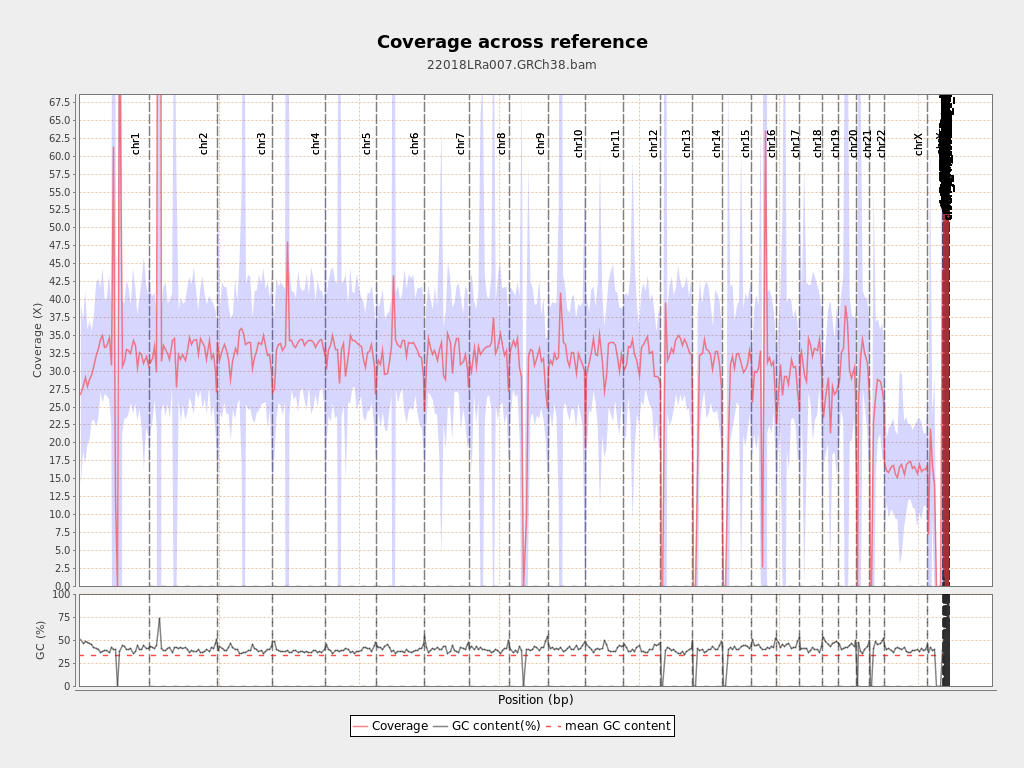 Coverage across reference
22018LRa007.GRCh38.bam
67.5
65.0
62.5
60.0
57.5
55.0
52.5
50.0
47.5
45.0
42.5
40.0
37.5
35.0
32.5
30.0
27.5
25.0
22.5
20.0
17.5
15.0
12.5
10.0
7.5
5.0
2.5
0.0
Coverage (X)
chr1
chr2
chr3
chr4
chr5
chr6
chr7
chr8
chr9
chr10
chr11
chr12
chr13
chr14
chr15
chr16
chr17
chr18
chr19
chr20
chr21
chr22
chrX
100
75
50
25
0
GC (%)
Position (bp)
Coverage GC content(%) mean GC content